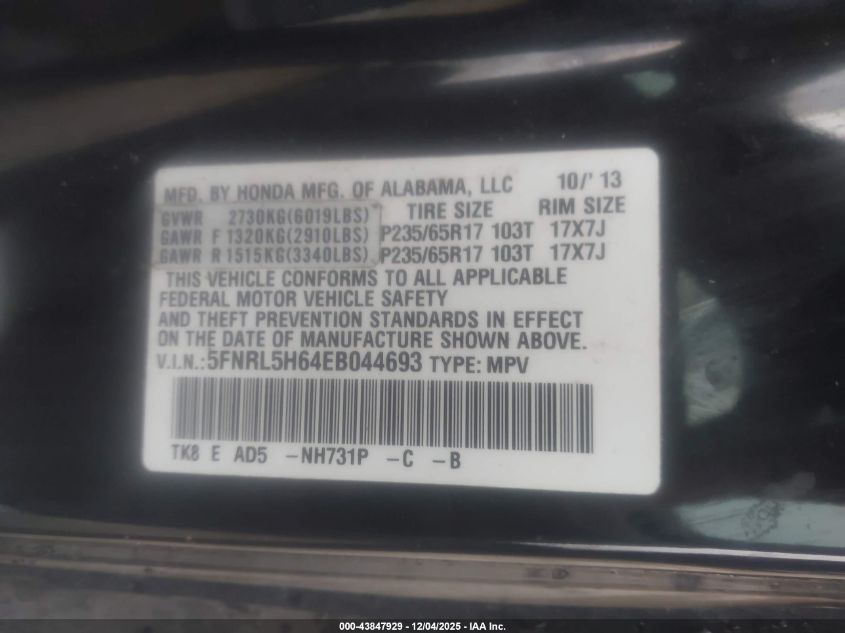 MFD. BY HONDA MFG. OF ALABAMA, LLC 10/'13
GVWR 2730KG(6019LBS) TIRE SIZE RIM SIZE
GAWR F 1320KG(2910LBS) P235/65R17 103T 17X7J
GAWR R 1515KG(3340LBS) P235/65R17 103T 17X7J
THIS VEHICLE CONFORMS TO ALL APPLICABLE
FEDERAL MOTOR VEHICLE SAFETY
AND THEFT PREVENTION STANDARDS IN EFFECT
ON THE DATE OF MANUFACTURE SHOWN ABOVE.
V.I.N.:5FNRL5H64EB044693 TYPE: MPV
TK8 E AD5 -NH731P -C -B
000-43847929 - 12/04/2025 - IAA Inc.